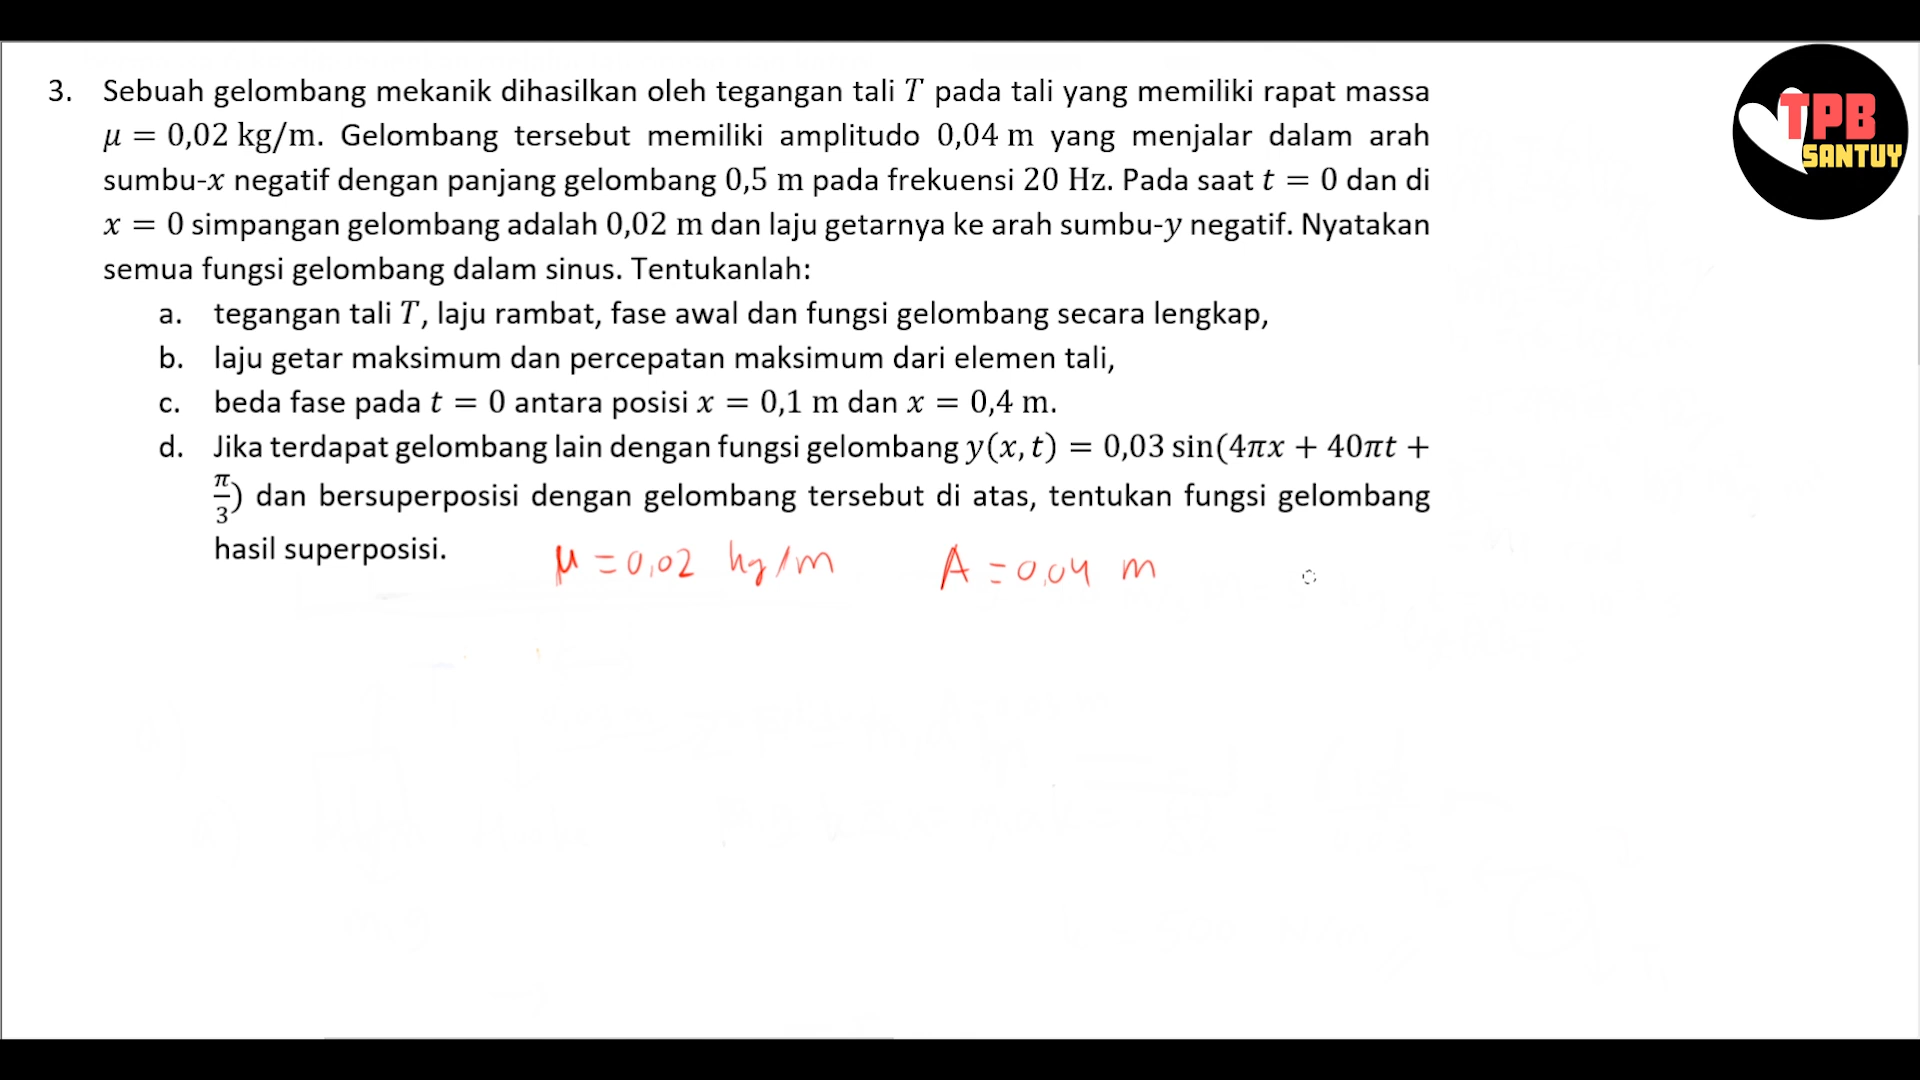 3. Sebuah gelombang mekanik dihasilkan oleh tegangan tali T pada tali yang memiliki rapat massa
μ = 0,02 kg/m. Gelombang tersebut memiliki amplitudo 0,04 m yang menjalar dalam arah
sumbu-x negatif dengan panjang gelombang 0,5 m pada frekuensi 20 Hz. Pada saat t = 0 dan di
x = 0 simpangan gelombang adalah 0,02 m dan laju getarnya ke arah sumbu-y negatif. Nyatakan
semua fungsi gelombang dalam sinus. Tentukanlah:
a. tegangan tali T, laju rambat, fase awal dan fungsi gelombang secara lengkap,
b. laju getar maksimum dan percepatan maksimum dari elemen tali,
c. beda fase pada t = 0 antara posisi x = 0,1 m dan x = 0,4 m.
d. Jika terdapat gelombang lain dengan fungsi gelombang y(x, t) = 0,03 sin(4πx + 40πt +
π/3) dan bersuperposisi dengan gelombang tersebut di atas, tentukan fungsi gelombang
hasil superposisi.
μ = 0,02 kg/m A = 0,04 m
TPB
SANTUY